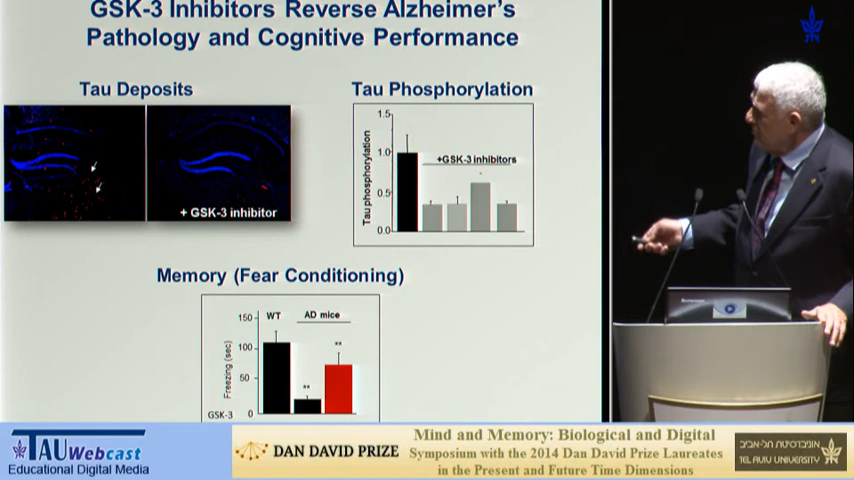 GSK-3 Inhibitors Reverse Alzheimer's
Pathology and Cognitive Performance
Tau Deposits
+ GSK-3 inhibitor
Tau Phosphorylation
Tau phosphorylation
1.5
1.0
0.5
0.0
+GSK-3 inhibitors
Memory (Fear Conditioning)
Freezing (sec)
150
100
50
0
WT
AD mice
**
**
GSK-3
TAU Webcast
Educational Digital Media
DAN DAVID PRIZE
Mind and Memory: Biological and Digital
Symposium with the 2014 Dan David Prize Laureates
in the Present and Future Time Dimensions
אוניברסיטת תל-אביב
TEL AVIV UNIVERSITY